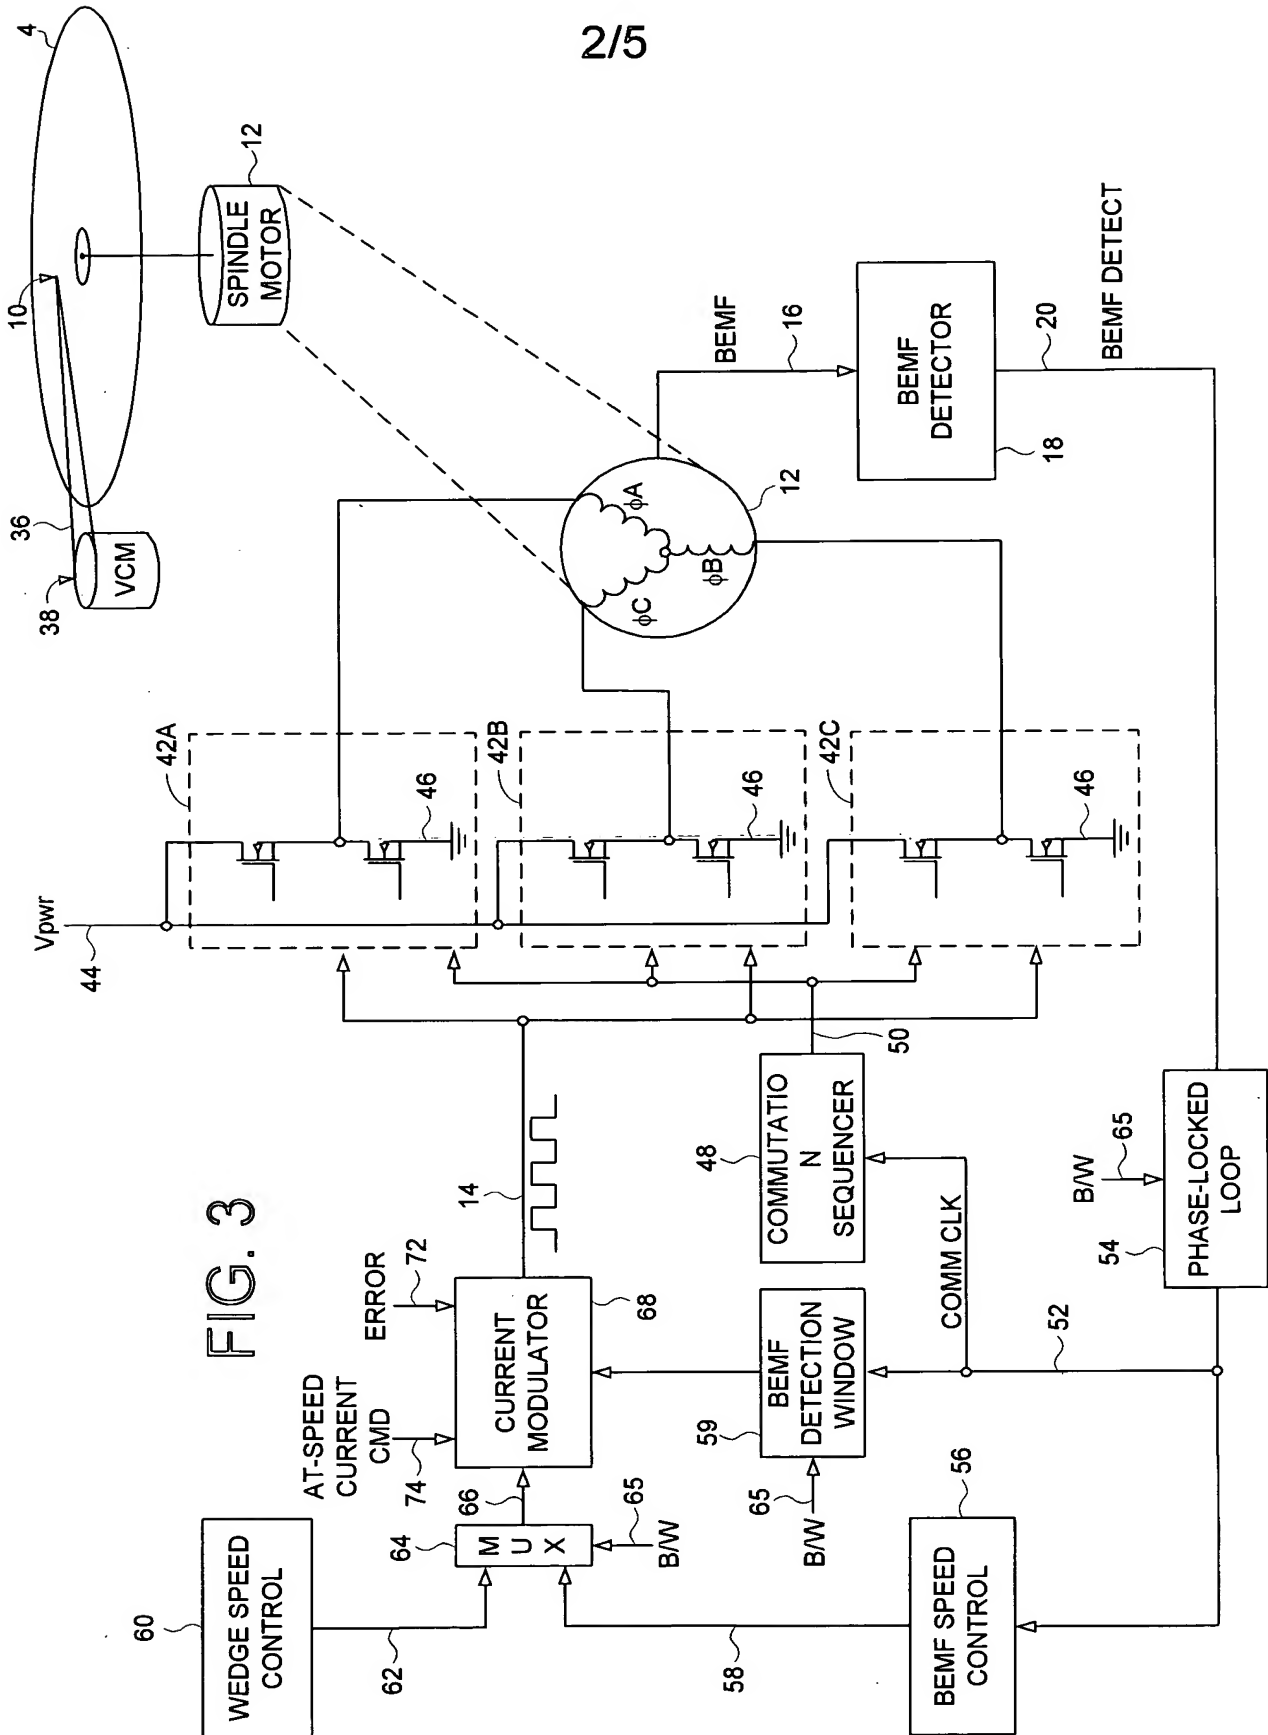 2/5
FIG. 3
4
10
12
SPINDLE
MOTOR
36
38
VCM
BEMF
16
BEMF
DETECTOR
18
20
BEMF DETECT
ϕA
ϕB
ϕC
12
42A
46
42B
46
42C
46
Vpwr
44
14
50
COMMUTATIO
N
SEQUENCER
48
COMM CLK
52
B/W
65
PHASE-LOCKED
LOOP
54
ERROR
72
AT-SPEED
CURRENT
CMD
74
CURRENT
MODULATOR
68
BEMF
DETECTION
WINDOW
59
65
B/W
66
64
M
U
X
65
B/W
WEDGE SPEED
CONTROL
60
62
58
BEMF SPEED
CONTROL
56